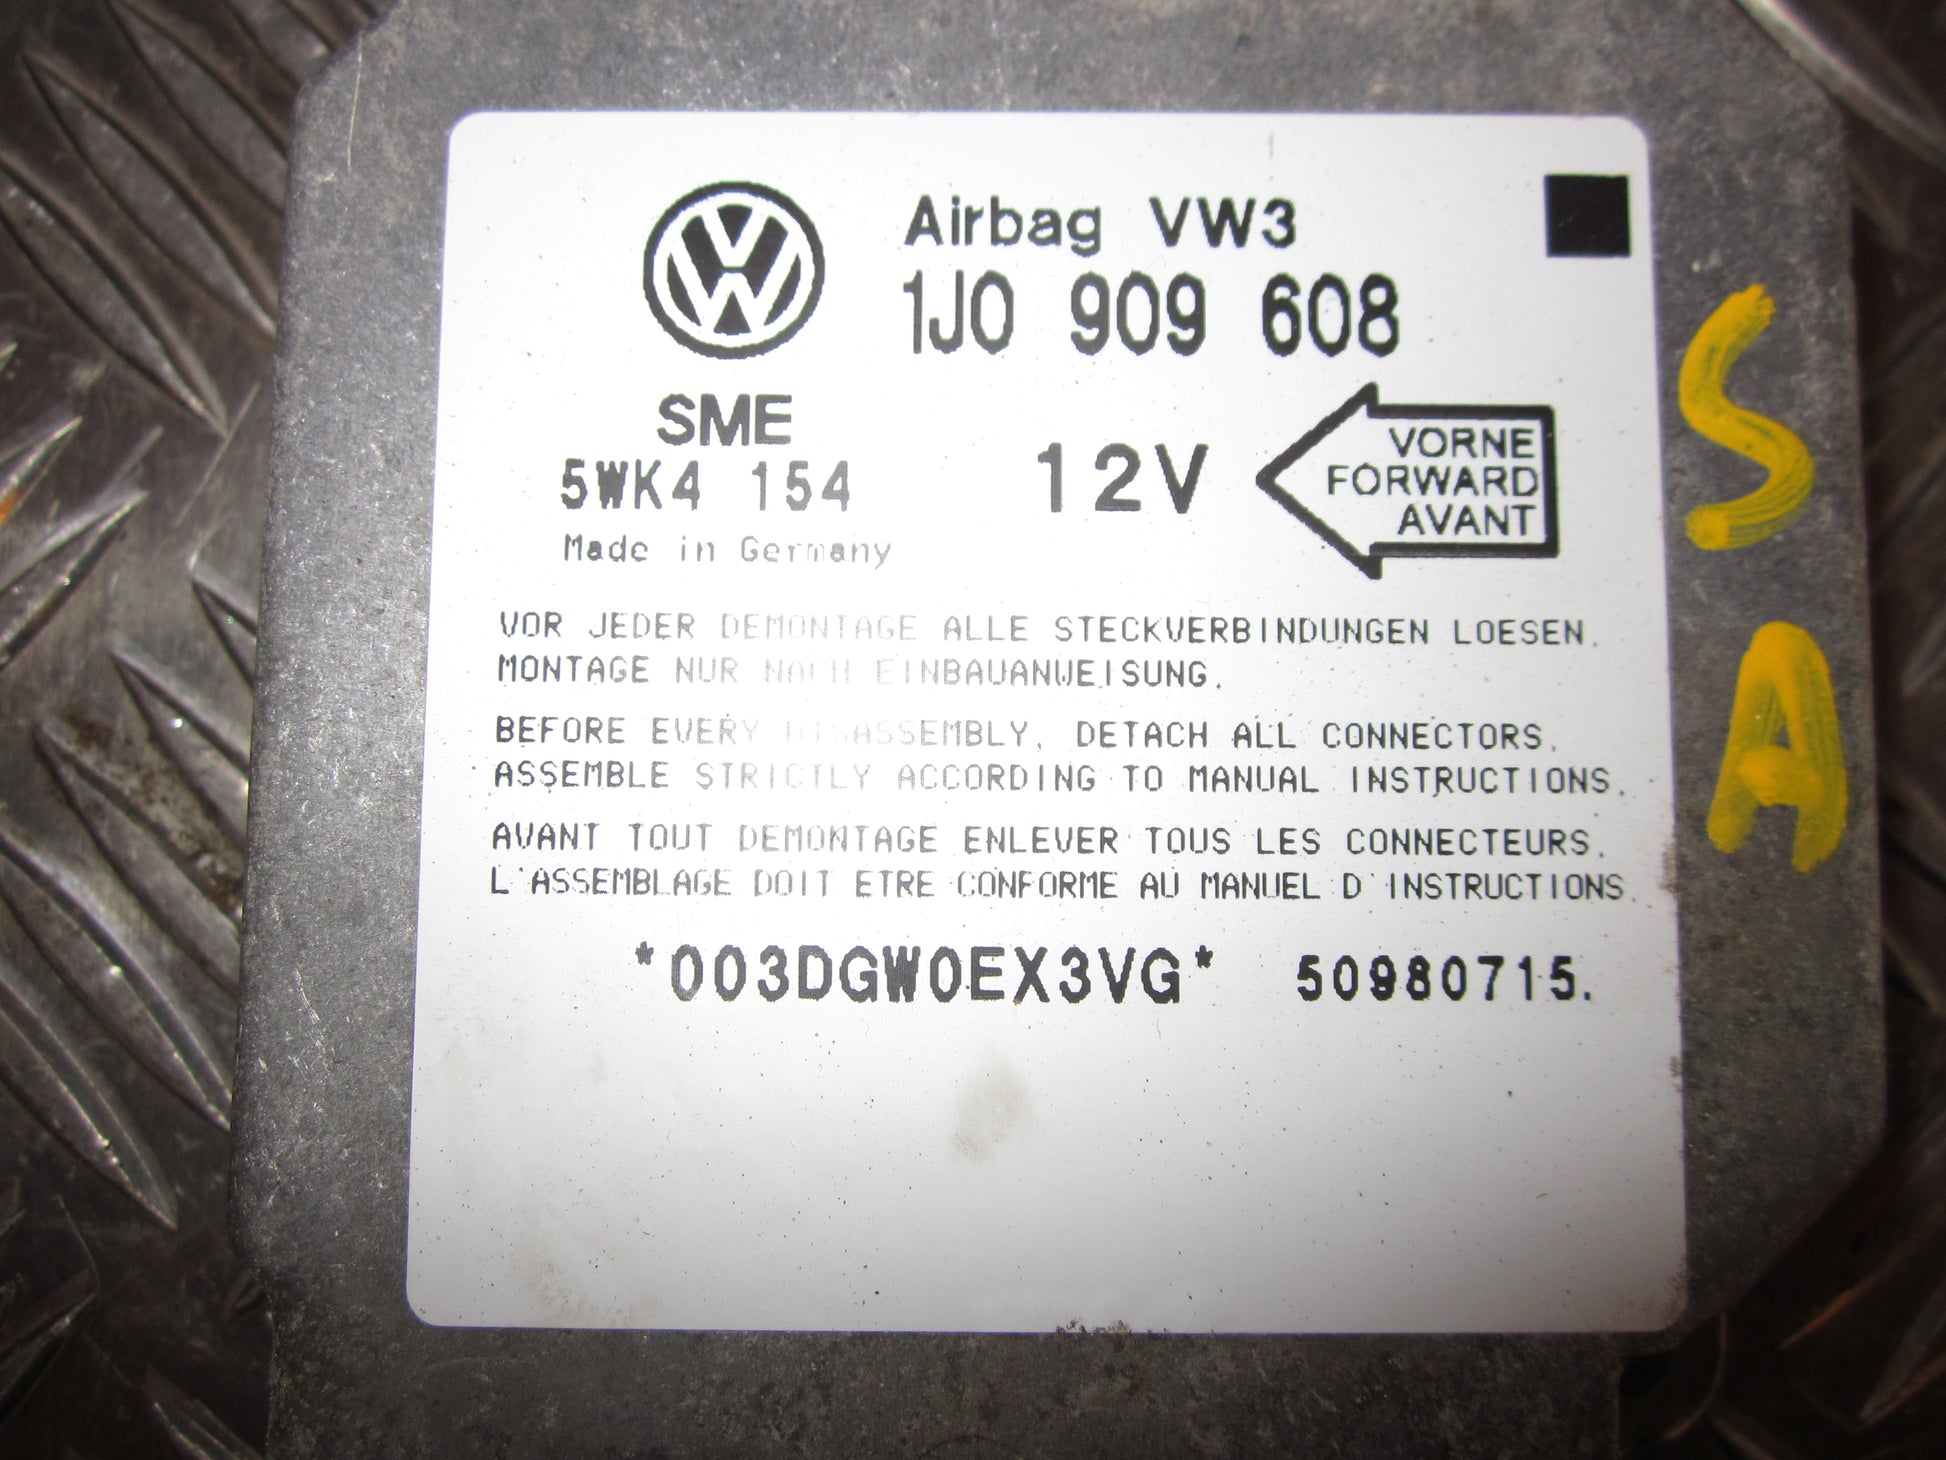 Airbag VW3
1J0 909 608
SME
5WK4 154
12V
VORNE
FORWARD
AVANT
Made in Germany
VOR JEDER DEMONTAGE ALLE STECKVERBINDUNGEN LOESEN.
MONTAGE NUR NACH EINBAUANWEISUNG.
BEFORE EVERY DISASSEMBLY, DETACH ALL CONNECTORS.
ASSEMBLE STRICTLY ACCORDING TO MANUAL INSTRUCTIONS.
AVANT TOUT DEMONTAGE ENLEVER TOUS LES CONNECTEURS.
L'ASSEMBLAGE DOIT ETRE CONFORME AU MANUEL D'INSTRUCTIONS.
*003DGW0EX3VG* 50980715.
S
A